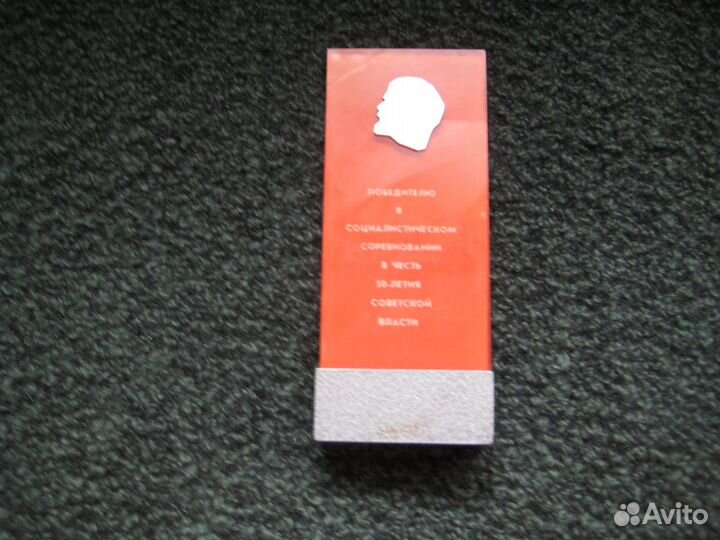 ПОБЕДИТЕЛЮ
В
СОЦИАЛИСТИЧЕСКОМ
СОРЕВНОВАНИИ
В ЧЕСТЬ
50-ЛЕТИЯ
СОВЕТСКОЙ
ВЛАСТИ
Avito